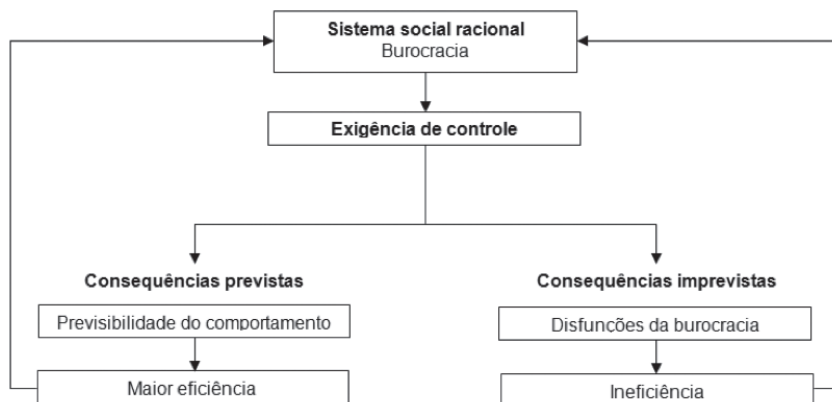 Sistema social racional
Burocracia
Exigência de controle
Consequências previstas
Consequências imprevistas
Previsibilidade do comportamento
Disfunções da burocracia
Maior eficiência
Ineficiência